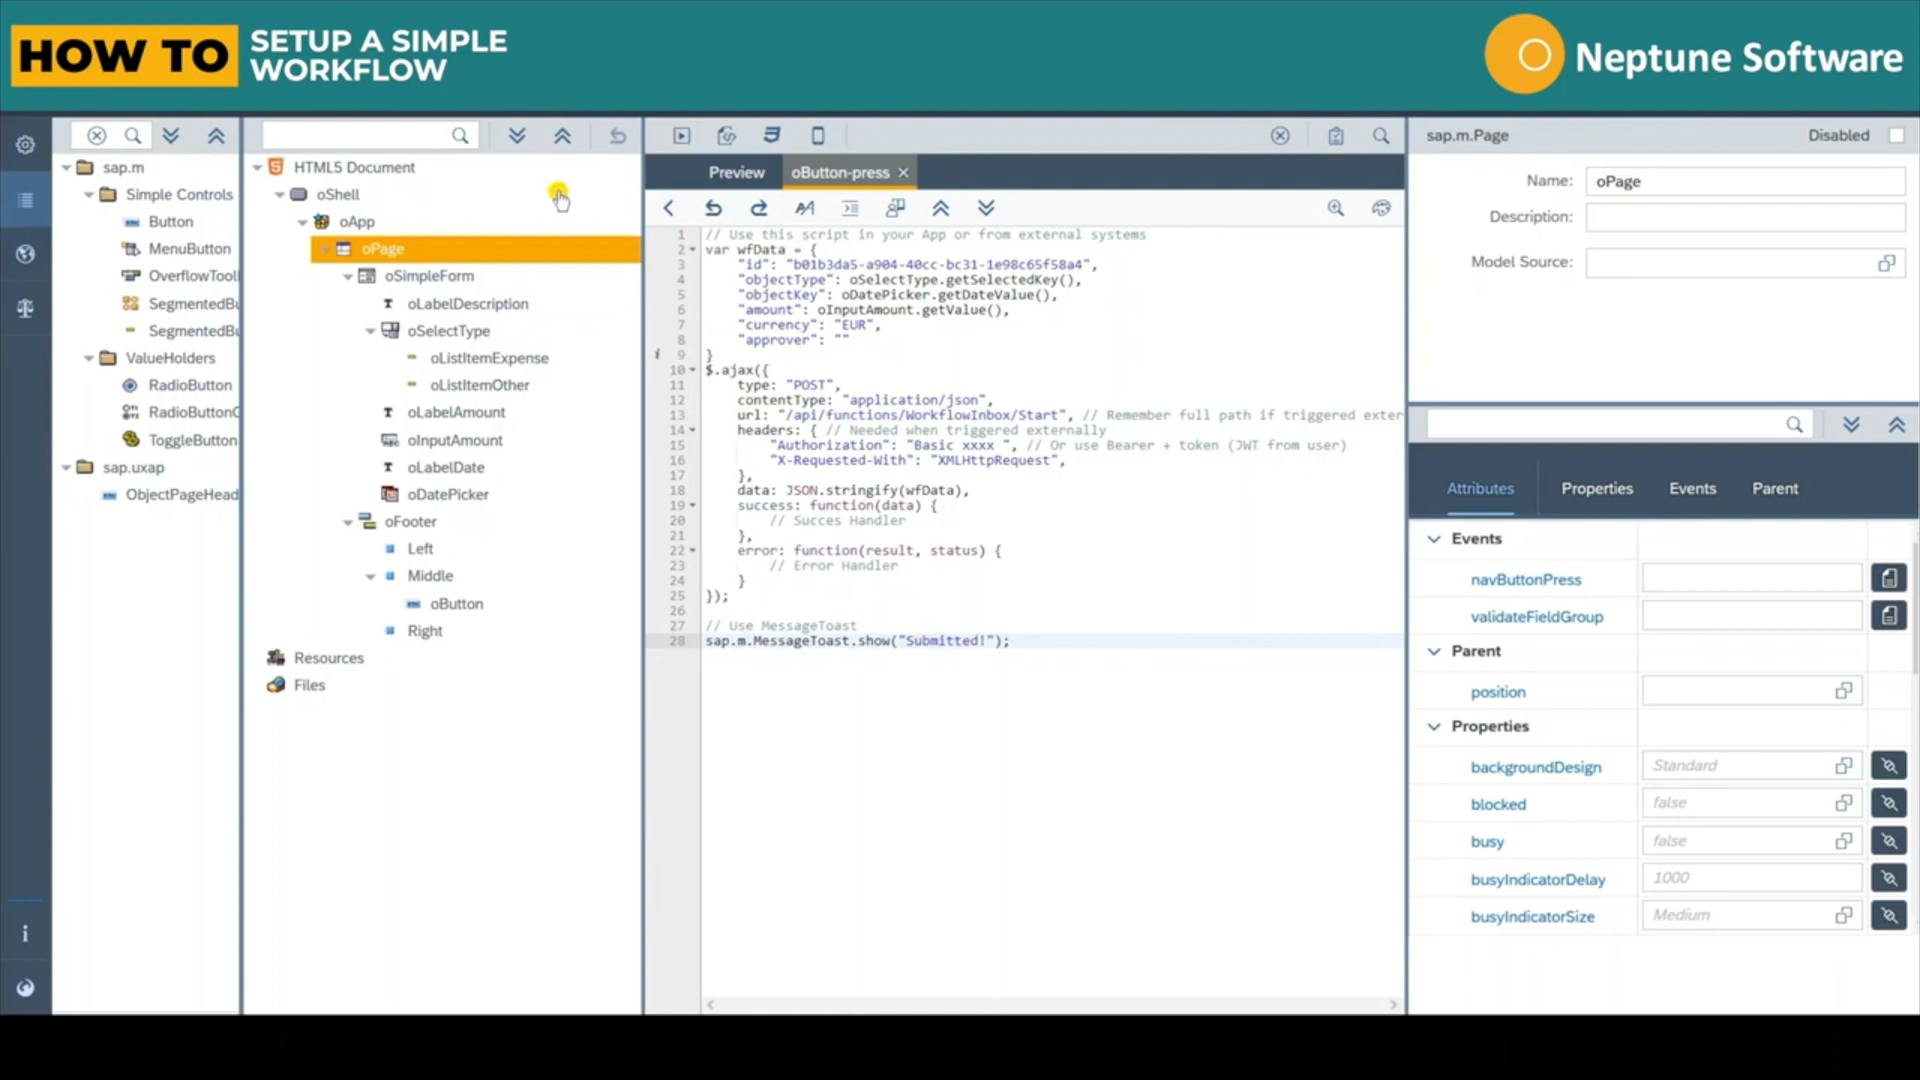 HOW TO
SETUP A SIMPLE
WORKFLOW
Neptune Software
sap.m
Simple Controls
Button
MenuButton
OverflowTool
SegmentedBu
SegmentedBu
ValueHolders
RadioButton
RadioButtonG
ToggleButton
sap.uxap
ObjectPageHead
HTML5 Document
oShell
oApp
oPage
oSimpleForm
oLabelDescription
oSelectType
oListItemExpense
oListItemOther
oLabelAmount
oInputAmount
oLabelDate
oDatePicker
oFooter
Left
Middle
oButton
Right
Resources
Files
Preview
oButton-press
1 // Use this script in your App or from external systems
2 var wfData = {
3 "id": "b01b3da5-a904-40cc-bc31-1e98c65f58a4",
4 "objectType": oSelectType.getSelectedKey(),
5 "objectKey": oDatePicker.getDateValue(),
6 "amount": oInputAmount.getValue(),
7 "currency": "EUR",
8 "approver": ""
9 }
10 $.ajax({
11 type: "POST",
12 contentType: "application/json",
13 url: "/api/functions/WorkflowInbox/Start", // Remember full path if triggered exter
14 headers: { // Needed when triggered externally
15 "Authorization": "Basic xxxx ", // Or use Bearer + token (JWT from user)
16 "X-Requested-With": "XMLHttpRequest",
17 },
18 data: JSON.stringify(wfData),
19 success: function(data) {
20 // Succes Handler
21 },
22 error: function(result, status) {
23 // Error Handler
24 }
25 });
26
27 // Use MessageToast
28 sap.m.MessageToast.show("Submitted!");
sap.m.Page
Disabled
Name: oPage
Description:
Model Source:
Attributes
Properties
Events
Parent
Events
navButtonPress
validateFieldGroup
Parent
position
Properties
backgroundDesign Standard
blocked false
busy false
busyIndicatorDelay 1000
busyIndicatorSize Medium